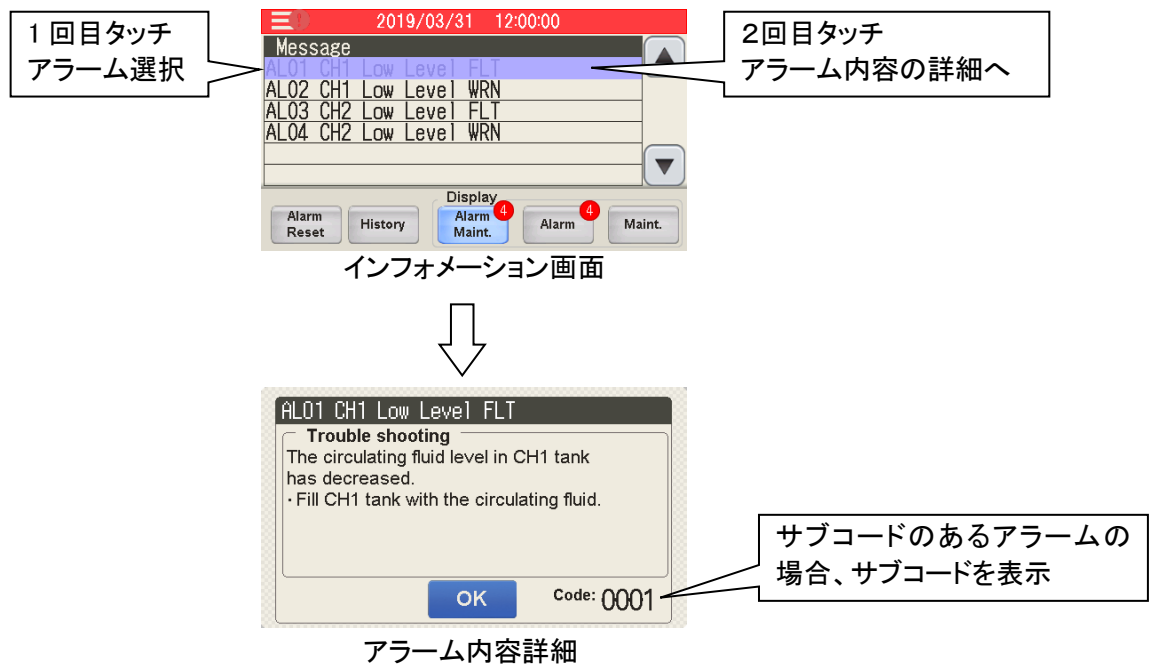 1回目タッチ
アラーム選択
2019/03/31 12:00:00
Message
AL01 CH1 Low Level FLT
AL02 CH1 Low Level WRN
AL03 CH2 Low Level FLT
AL04 CH2 Low Level WRN
2回目タッチ
アラーム内容の詳細へ
▲
▼
Display
Alarm
Reset
History
Alarm
Maint.
4
Alarm
4
Maint.
インフォメーション画面
AL01 CH1 Low Level FLT
Trouble shooting
The circulating fluid level in CH1 tank
has decreased.
・Fill CH1 tank with the circulating fluid.
OK
Code: 0001
サブコードのあるアラームの
場合、サブコードを表示
アラーム内容詳細